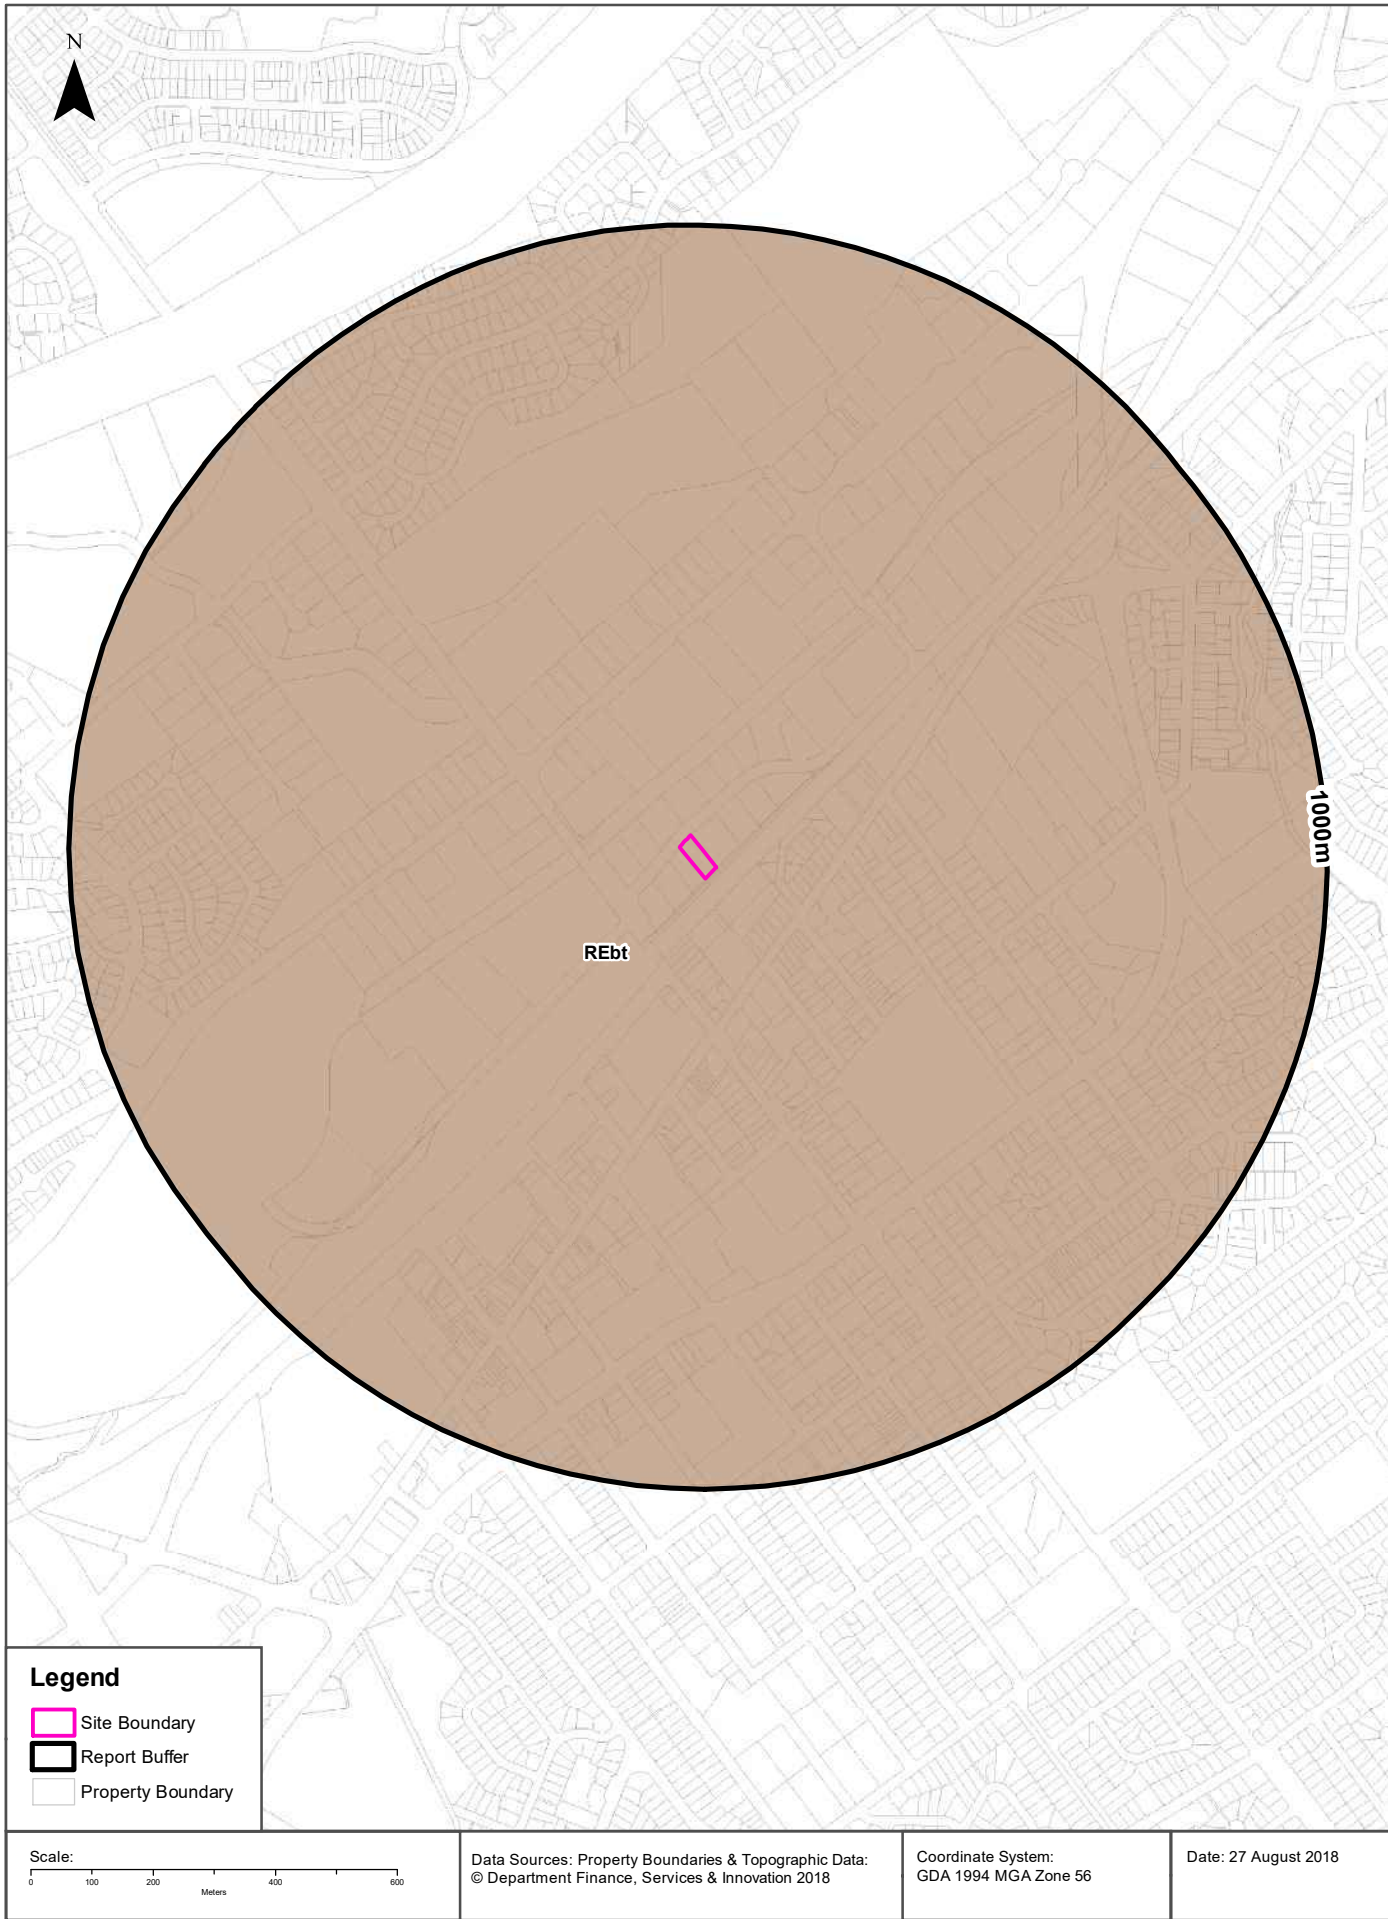 N
1000m
REbt
Legend
Site Boundary
Report Buffer
Property Boundary
Scale:
0 100 200 400 600
Meters
Data Sources: Property Boundaries & Topographic Data:
© Department Finance, Services & Innovation 2018
Coordinate System:
GDA 1994 MGA Zone 56
Date: 27 August 2018